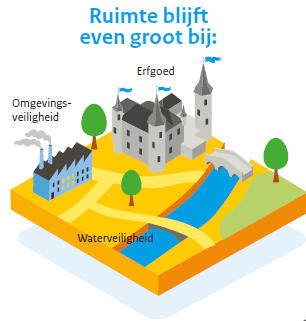 Ruimte blijft
even groot bij:
Erfgoed
Omgevings-
veiligheid
Waterveiligheid